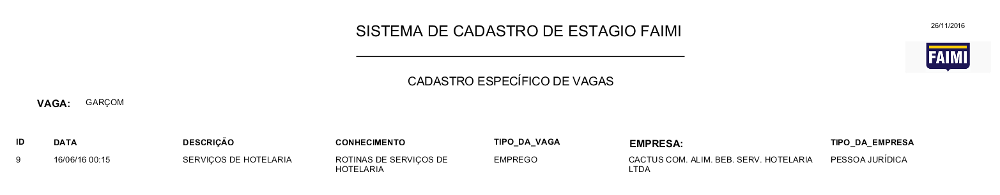 SISTEMA DE CADASTRO DE ESTAGIO FAIMI
26/11/2016
FAIMI
CADASTRO ESPECÍFICO DE VAGAS
VAGA: GARÇOM
ID DATA DESCRIÇÃO CONHECIMENTO TIPO_DA_VAGA EMPRESA: TIPO_DA_EMPRESA
9 16/06/16 00:15 SERVIÇOS DE HOTELARIA ROTINAS DE SERVIÇOS DE EMPREGO CACTUS COM. ALIM. BEB. SERV. HOTELARIA PESSOA JURÍDICA
HOTELARIA LTDA